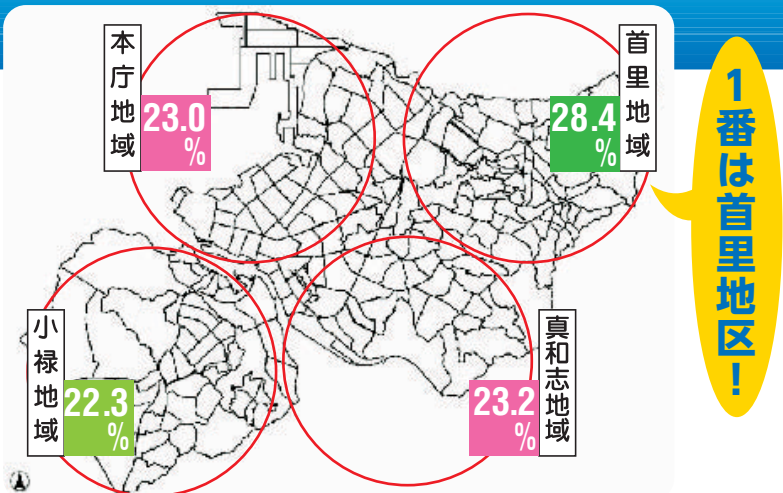 本庁地域
23.0
%
首里地域
28.4
%
1番は首里地区!
小禄地域
22.3
%
真和志地域
23.2
%